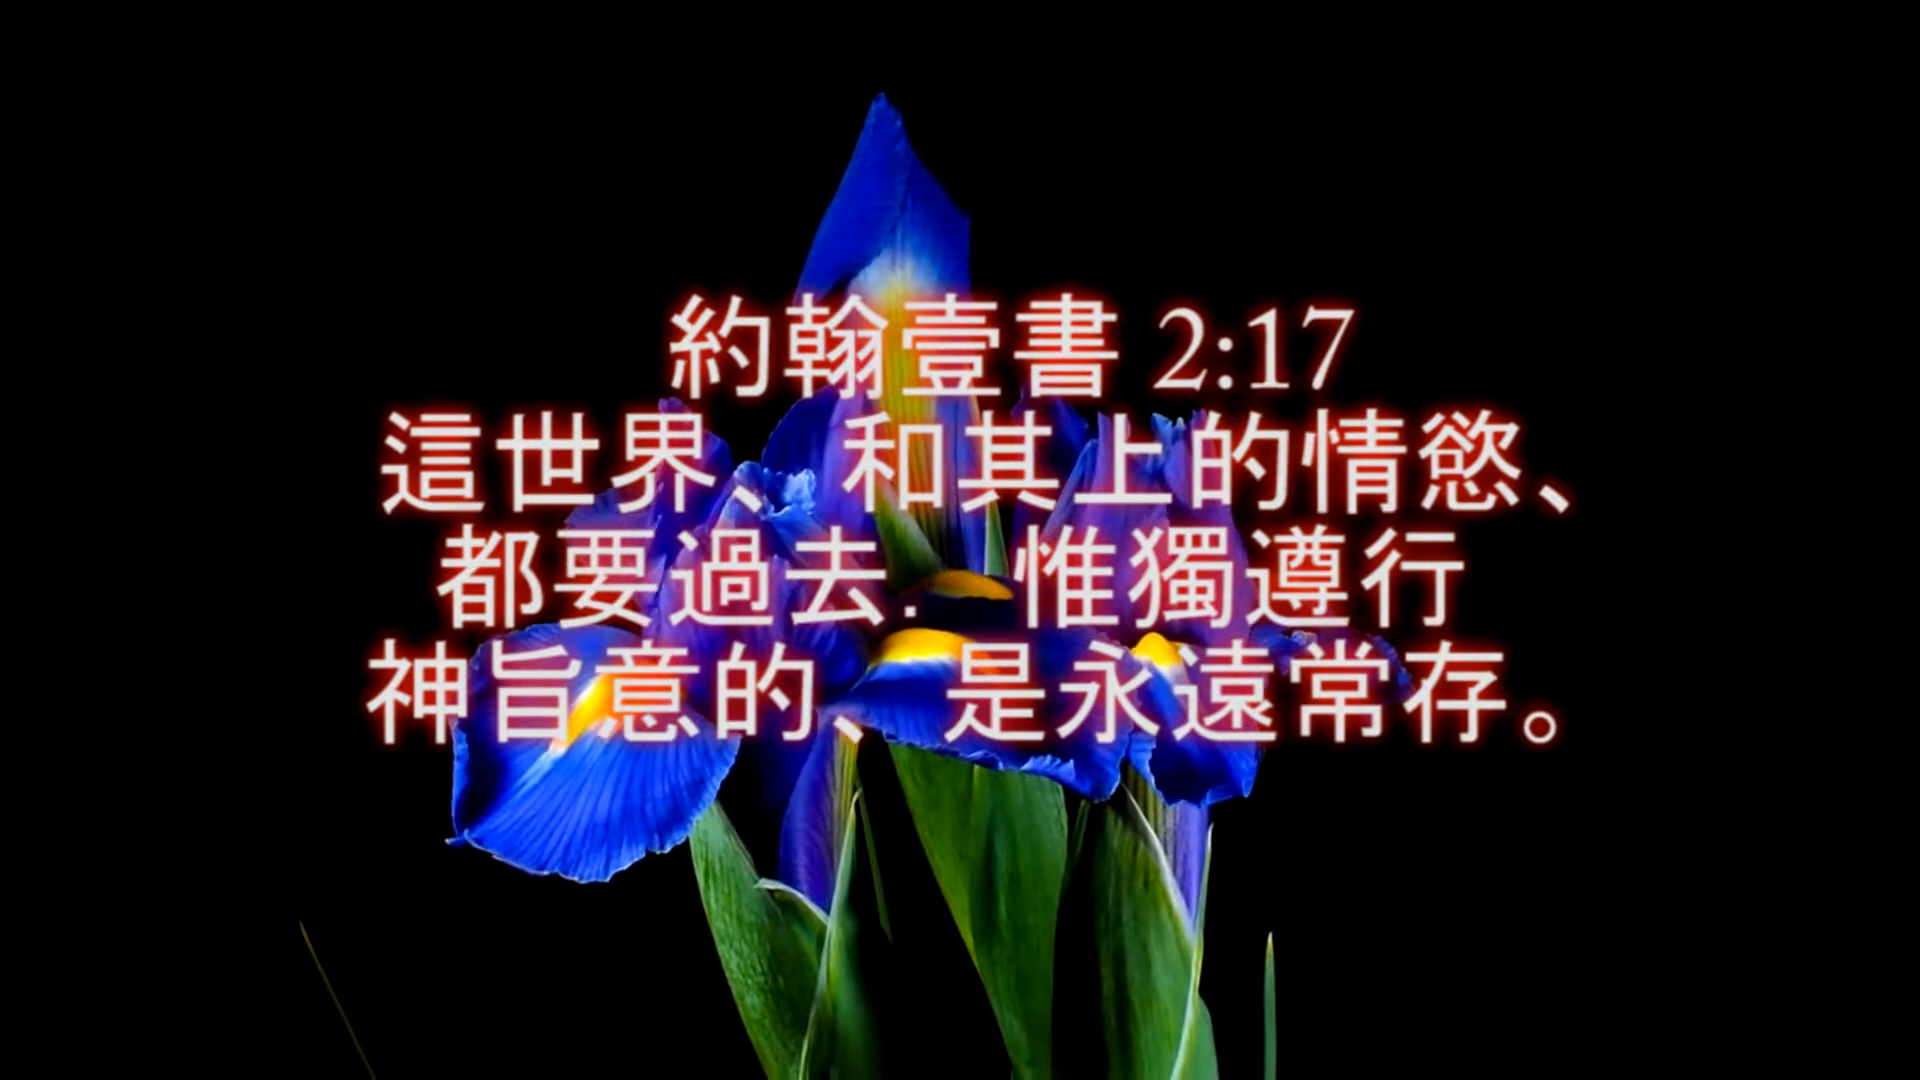 約翰壹書 2:17
這世界、和其上的情慾、
都要過去. 惟獨遵行
神旨意的、是永遠常存。